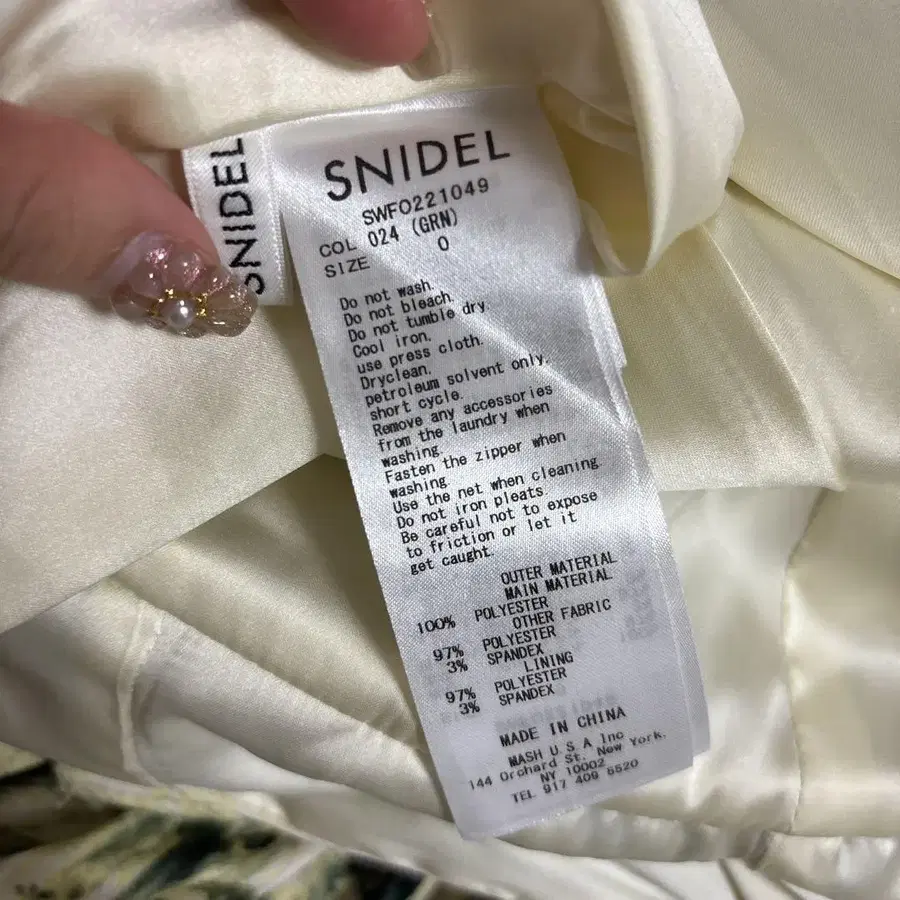 SNIDEL
SNIDEL
SWFO221049
COL 024 (GRN)
SIZE 0
Do not wash.
Do not bleach.
Do not tumble dry.
Cool iron.
use press cloth.
Dryclean.
petroleum solvent only.
short cycle.
Remove any accessories
from the laundry when
washing.
Fasten the zipper when
washing
Use the net when cleaning.
Do not iron pleats.
Be careful not to expose
to friction or let it
get caught.
OUTER MATERIAL
MAIN MATERIAL
100% POLYESTER
OTHER FABRIC
97% POLYESTER
3% SPANDEX
LINING
97% POLYESTER
3% SPANDEX
MADE IN CHINA
MASH U S A Inc
144 Orchard St. New York.
NY 10002
TEL 917 409 5520